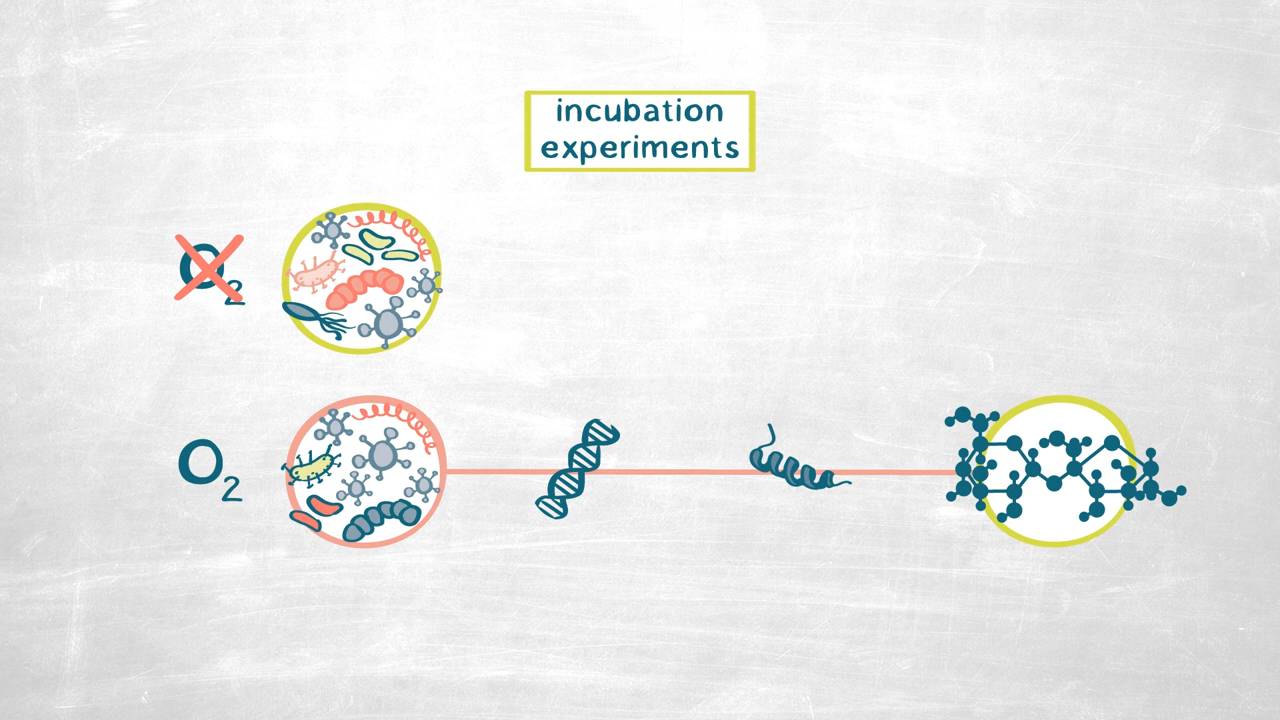 incubation
experiments
O₂
O₂